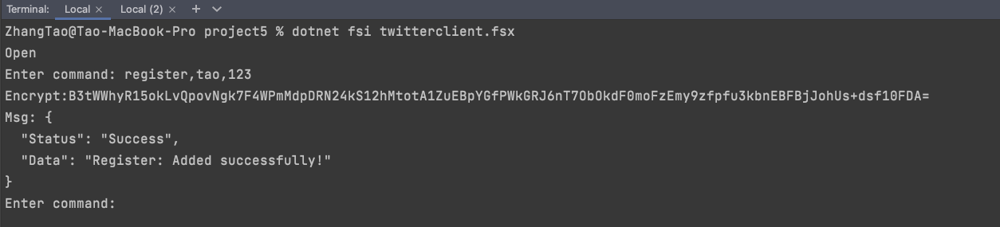 Terminal: Local × Local (2) × +
ZhangTao@Tao-MacBook-Pro project5 % dotnet fsi twitterclient.fsx
Open
Enter command: register,tao,123
Encrypt:B3tWWhyR15okLvQpovNgk7F4WPmMdpDRN24kS12hMtotA1ZuEBpYGfPWkGRJ6nT7ObOkdF0moFzEmy9zfpfu3kbnEBFBjJohUs+dsf10FDA=
Msg: {
  "Status": "Success",
  "Data": "Register: Added successfully!"
}
Enter command: